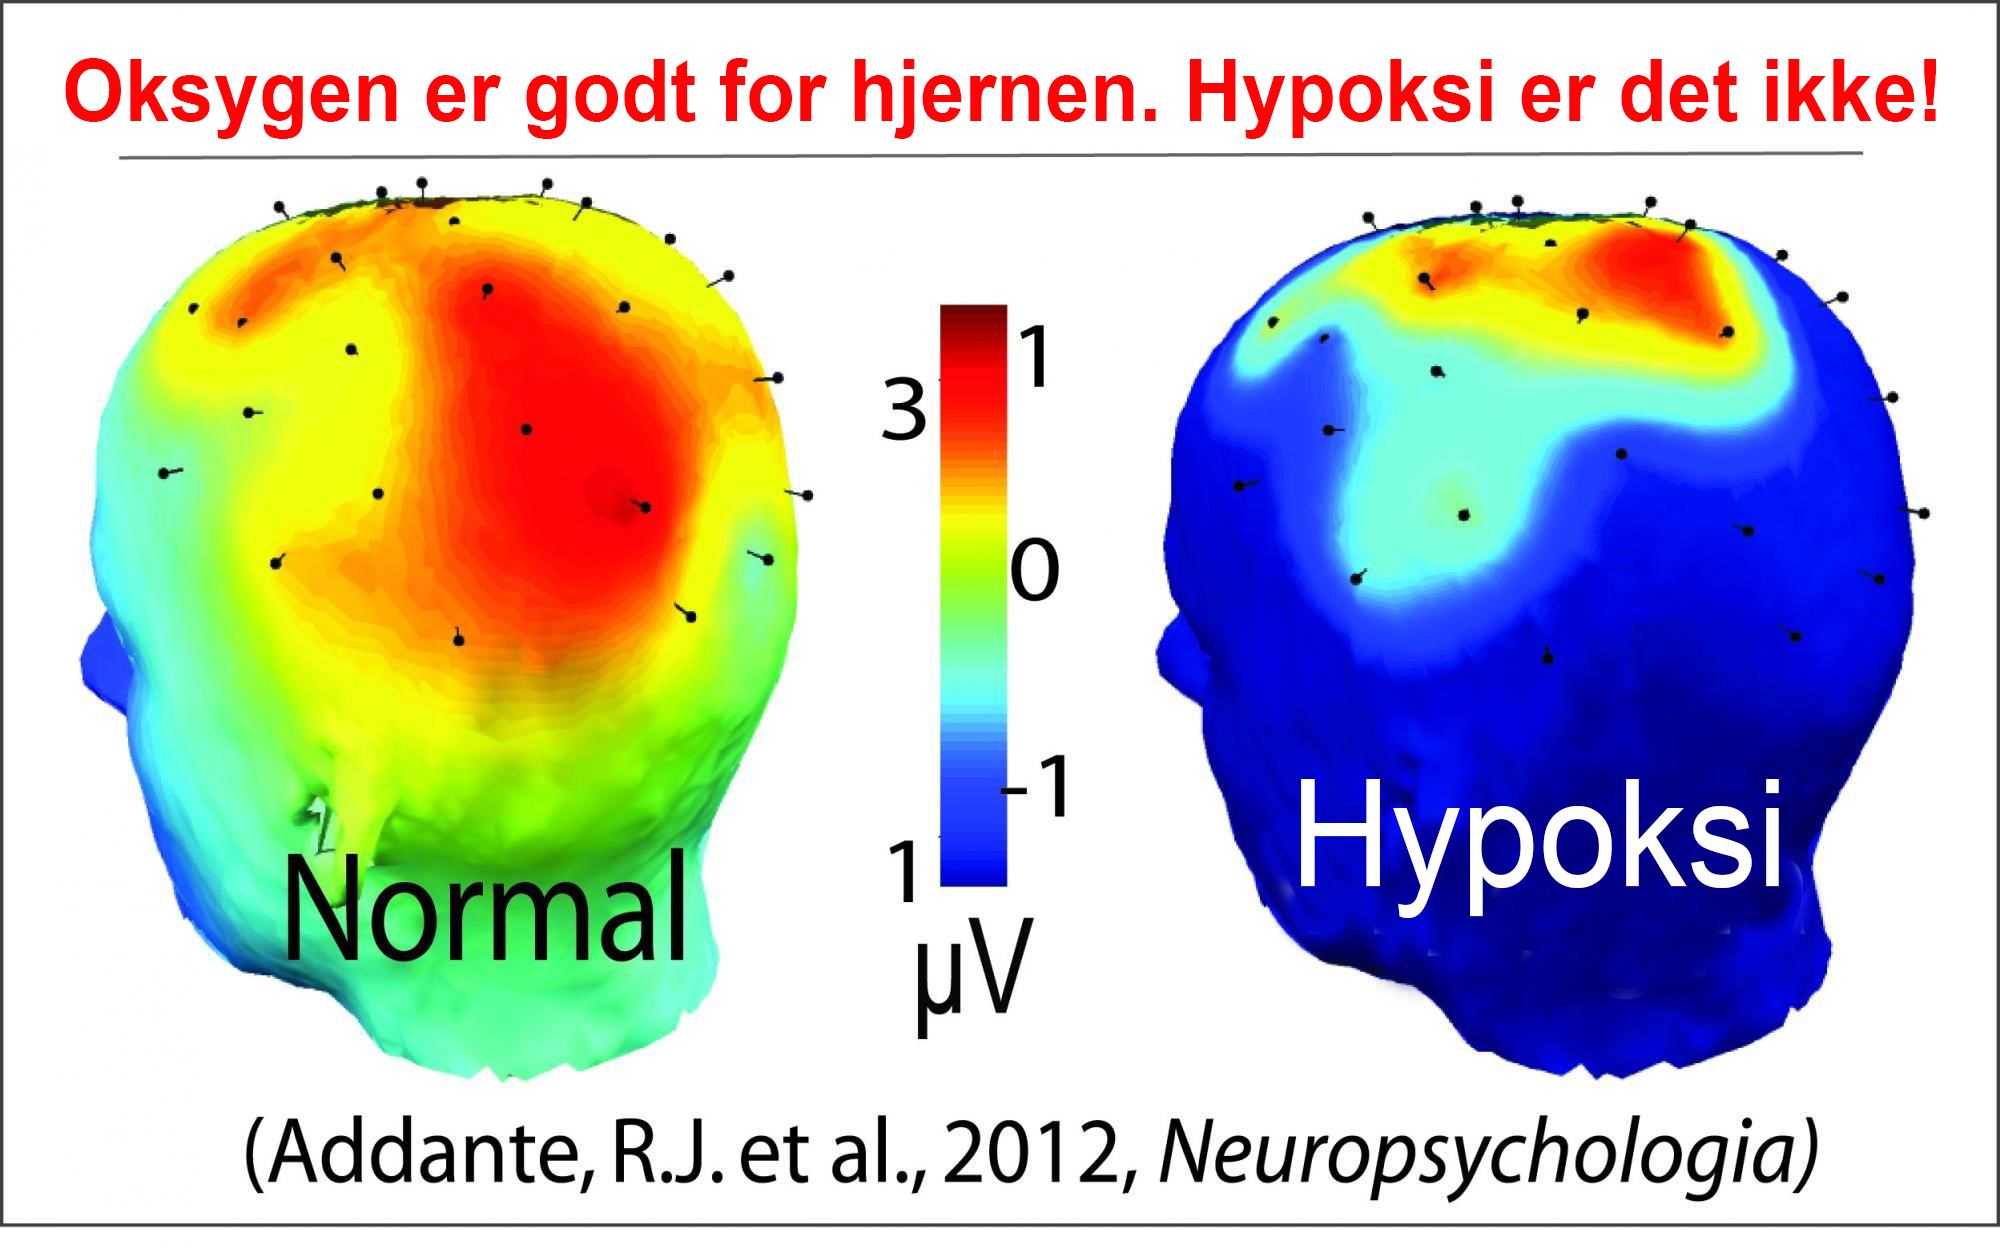 Oksygen er godt for hjernen. Hypoksi er det ikke!
1
3
0
-1
1
µV
Normal
Hypoksi
(Addante, R.J. et al., 2012, Neuropsychologia)